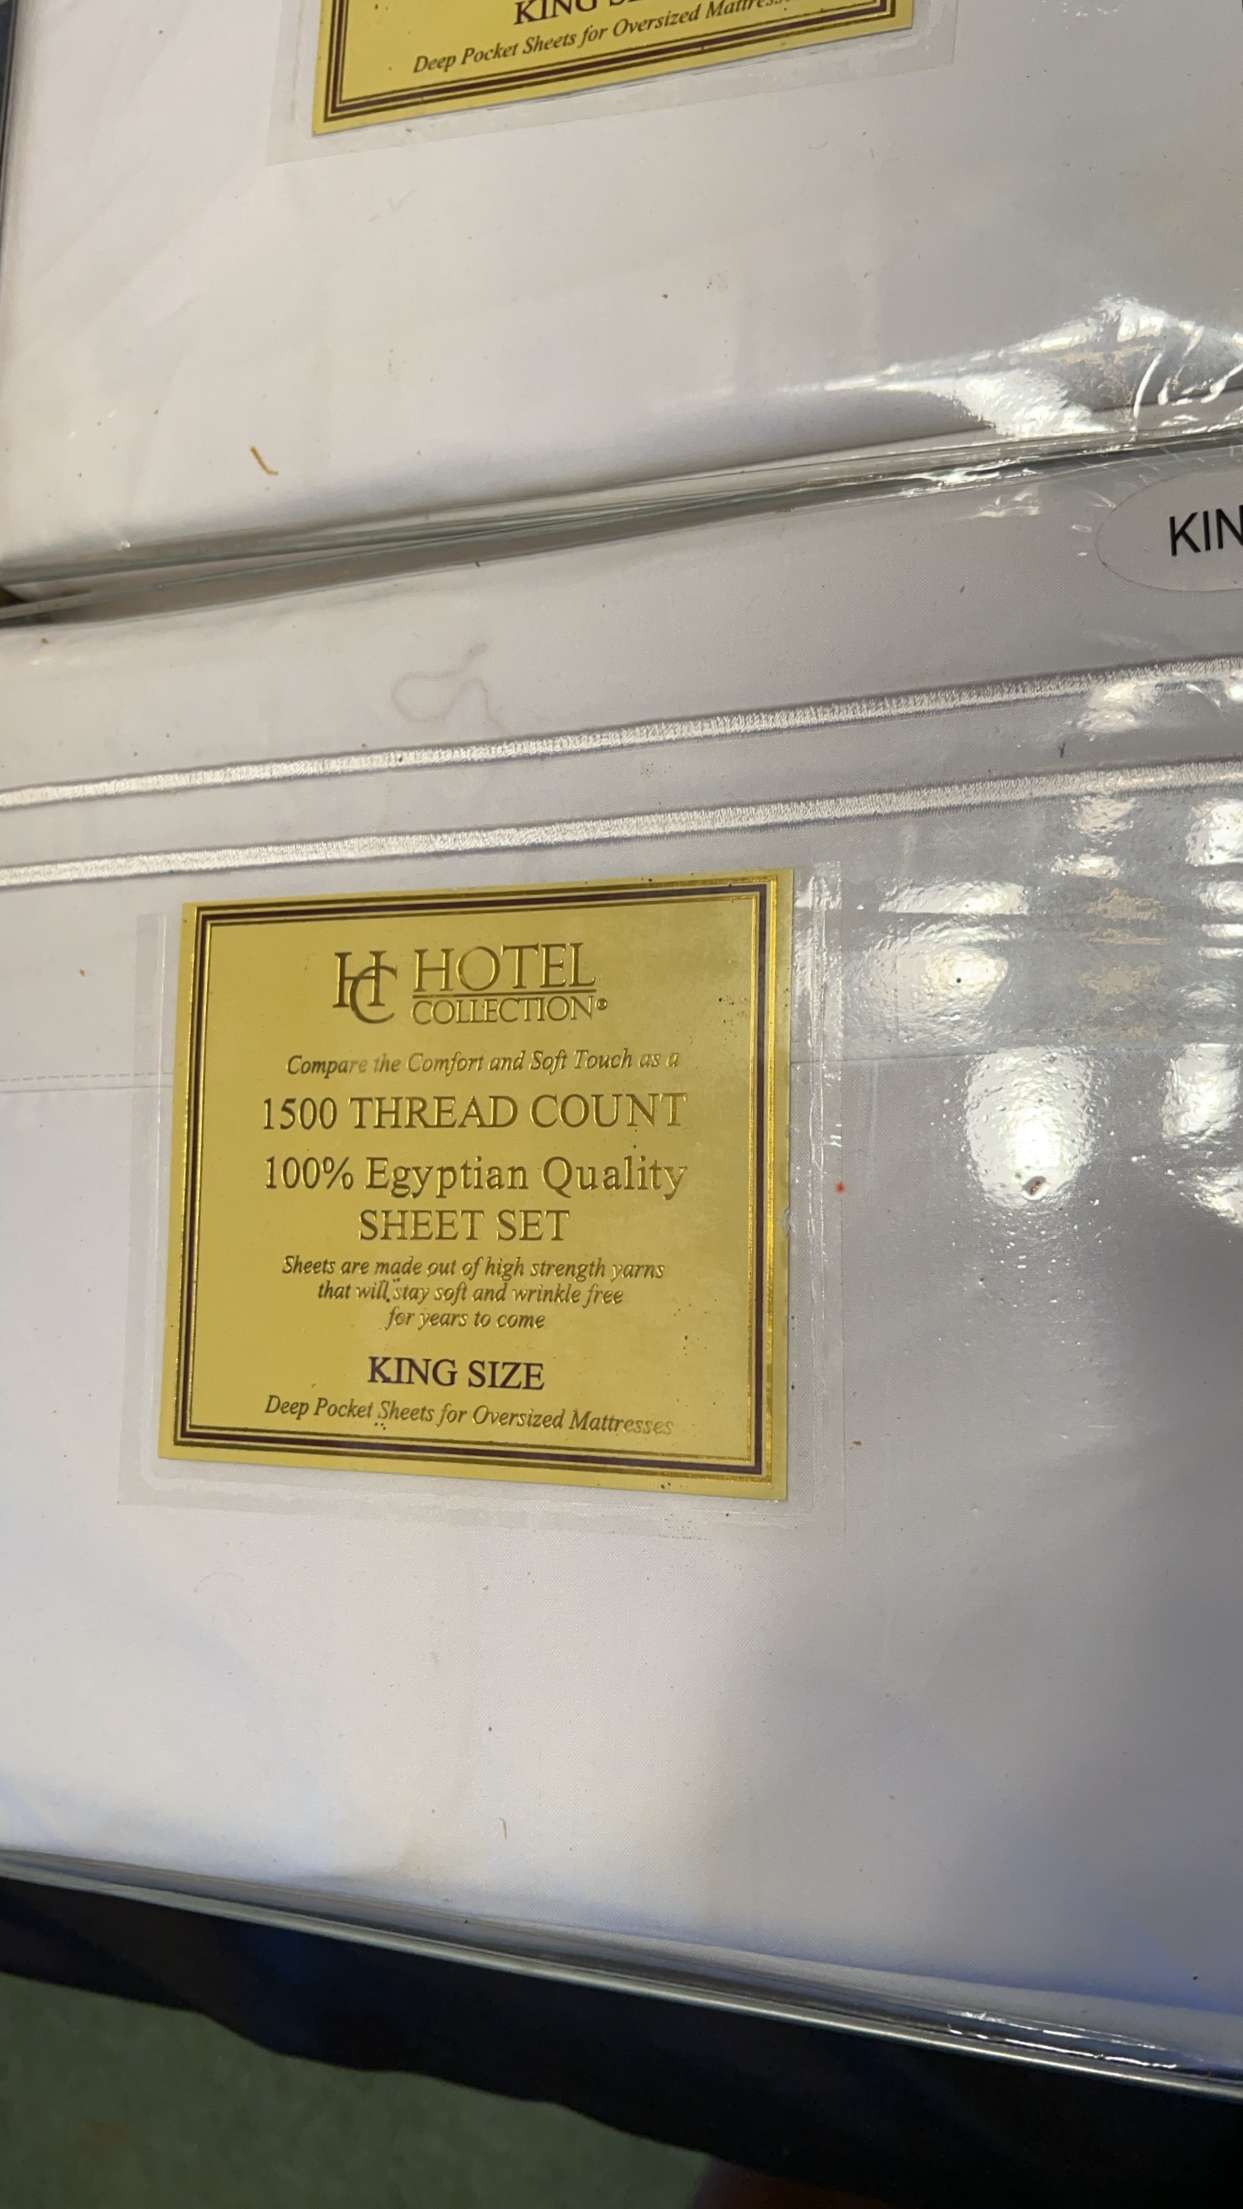 KING
Deep Pocket Sheets for Oversized
KIN
HC HOTEL
COLLECTION®
Compare the Comfort and Soft Touch as a
1500 THREAD COUNT
100% Egyptian Quality
SHEET SET
Sheets are made out of high strength yarns
that will stay soft and wrinkle free
for years to come
KING SIZE
Deep Pocket Sheets for Oversized Mattresses